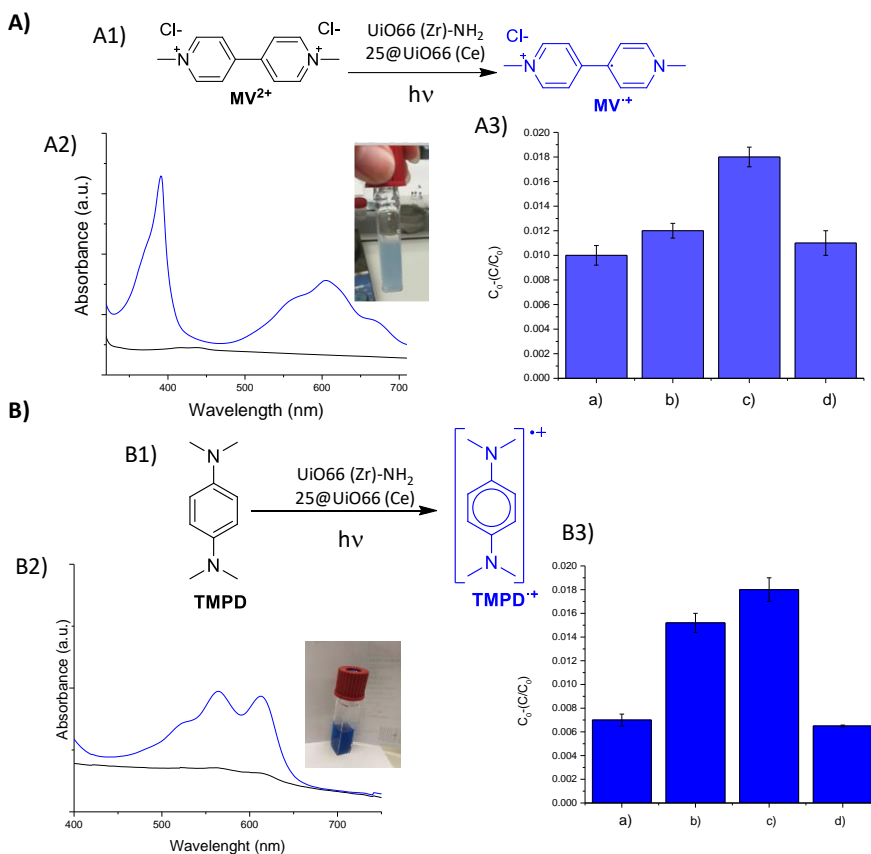 A)
A1)
Cl-
Cl-
+
N
N
+
MV2+
UiO66 (Zr)-NH2
25@UiO66 (Ce)
hν
Cl-
+
N
N
MV·+
A2)
Absorbance (a.u.)
400 500 600 700
Wavelength (nm)
A3)
C0-(C/C0)
0.020
0.018
0.016
0.014
0.012
0.010
0.008
0.006
0.004
0.002
0.000
a) b) c) d)
B)
B1)
N
N
TMPD
UiO66 (Zr)-NH2
25@UiO66 (Ce)
hν
•+
N
N
TMPD·+
B2)
Absorbance (a.u.)
400 500 600 700
Wavelenght (nm)
B3)
C0-(C/C0)
0.020
0.018
0.016
0.014
0.012
0.010
0.008
0.006
0.004
0.002
0.000
a) b) c) d)